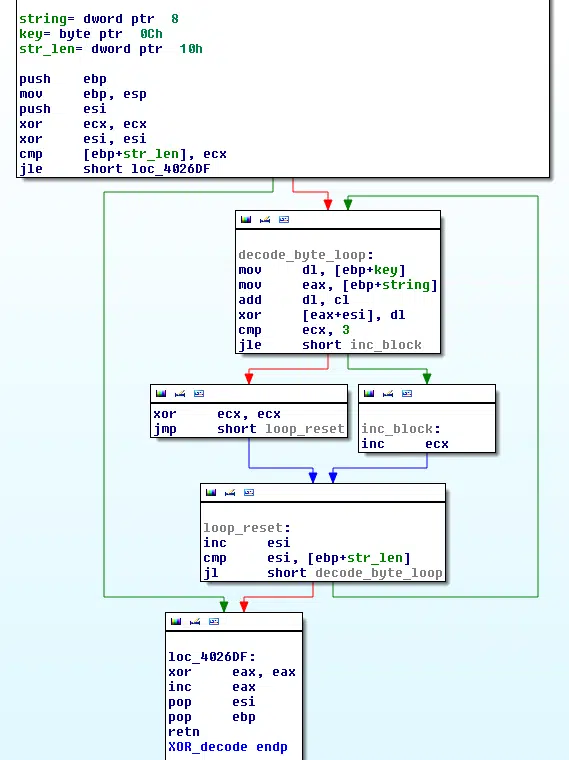 string= dword ptr  8
key= byte ptr  0Ch
str_len= dword ptr  10h
push    ebp
mov     ebp, esp
push    esi
xor     ecx, ecx
xor     esi, esi
cmp     [ebp+str_len], ecx
jle     short loc_4026DF
decode_byte_loop:
mov     dl, [ebp+key]
mov     eax, [ebp+string]
add     dl, cl
xor     [eax+esi], dl
cmp     ecx, 3
jle     short inc_block
xor     ecx, ecx
jmp     short loop_reset
inc_block:
inc     ecx
loop_reset:
inc     esi
cmp     esi, [ebp+str_len]
jl      short decode_byte_loop
loc_4026DF:
xor     eax, eax
inc     eax
pop     esi
pop     ebp
retn
XOR_decode endp